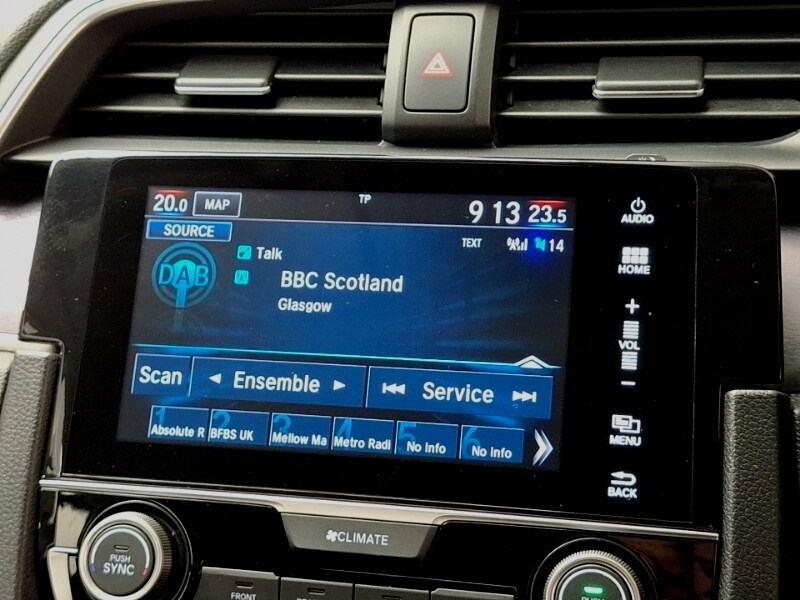 20.0 MAP TP 9 13 23.5
AUDIO
SOURCE TEXT 14
DAB Talk
HOME
BBC Scotland
Glasgow
+
VOL
−
Scan ◄ Ensemble ► Service
1 2 3 4 5 6
Absolute R BFBS UK Mellow Ma Metro Radi No Info No Info
MENU
BACK
CLIMATE
PUSH
SYNC
FRONT